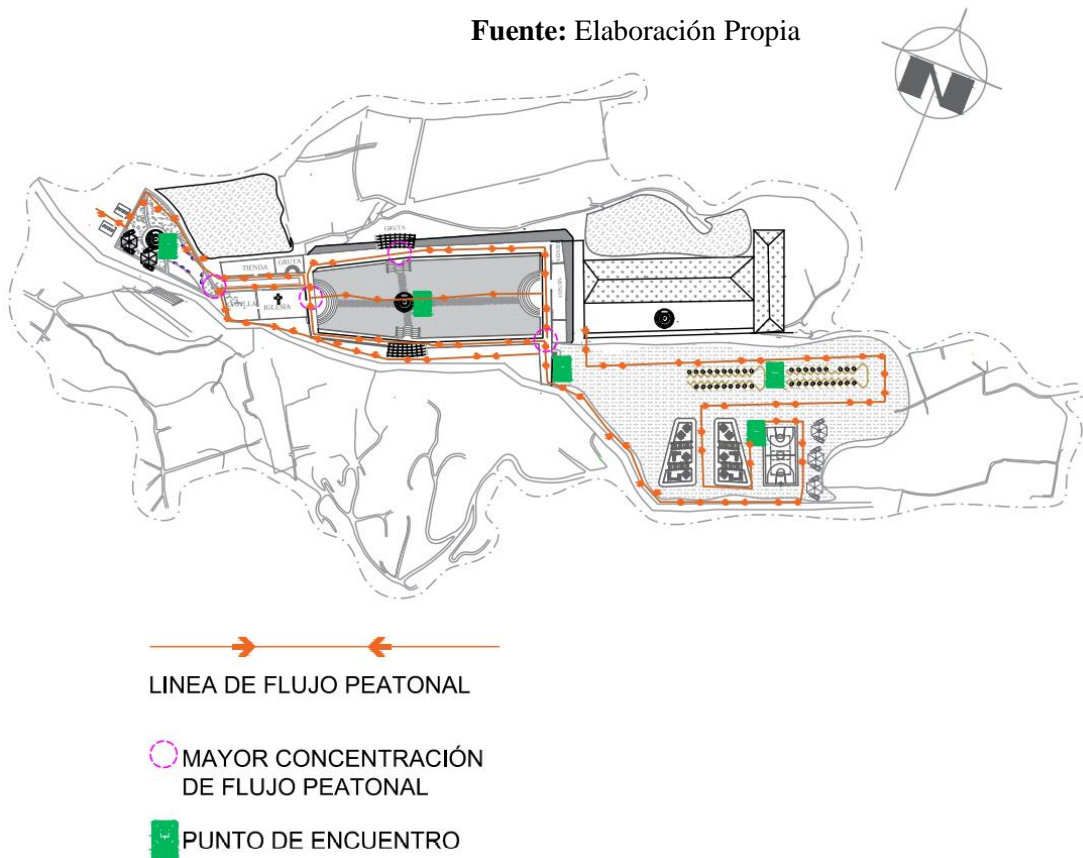 Fuente: Elaboración Propia
N
GRUTA
TIENDA
GRUTA
IGLESIA
LINEA DE FLUJO PEATONAL
MAYOR CONCENTRACIÓN
DE FLUJO PEATONAL
PUNTO DE ENCUENTRO